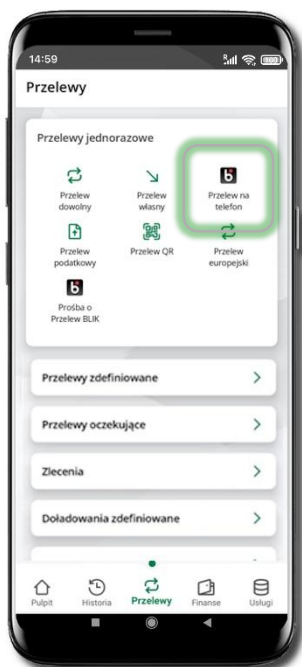 14:59
Przelewy
Przelewy jednorazowe
Przelew
dowolny
Przelew
własny
Przelew na
telefon
Przelew
podatkowy
Przelew QR
Przelew
europejski
Prośba o
Przelew BLIK
Przelewy zdefiniowane
Przelewy oczekujące
Zlecenia
Doładowania zdefiniowane
Pulpit
Historia
Przelewy
Finanse
Usługi